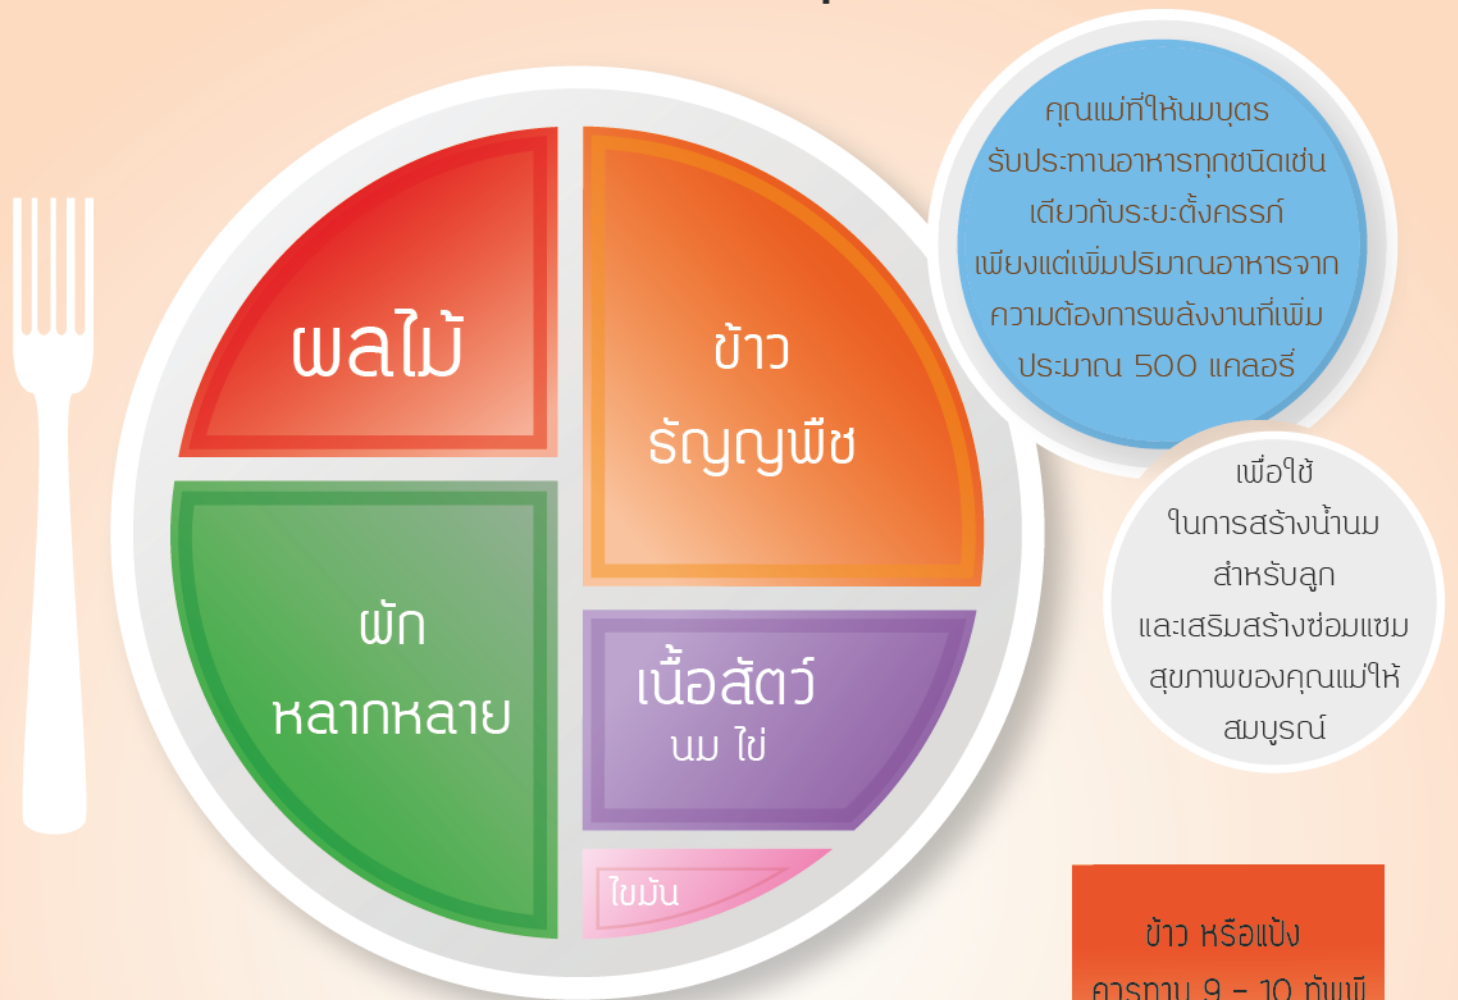 ผลไม้
ข้าว
ธัญญพืช
ผัก
หลากหลาย
เนื้อสัตว์
นม ไข่
ไขมัน
คุณแม่ที่ให้นมบุตร
รับประทานอาหารทุกชนิดเช่น
เดียวกับระยะตั้งครรภ์
เพียงแต่เพิ่มปริมาณอาหารจาก
ความต้องการพลังงานที่เพิ่ม
ประมาณ 500 แคลอรี่
เพื่อใช้
ในการสร้างน้ำนม
สำหรับลูก
และเสริมสร้างซ่อมแซม
สุขภาพของคุณแม่ให้
สมบูรณ์
ข้าว หรือแป้ง
ควรทาน 9 - 10 ทัพพี